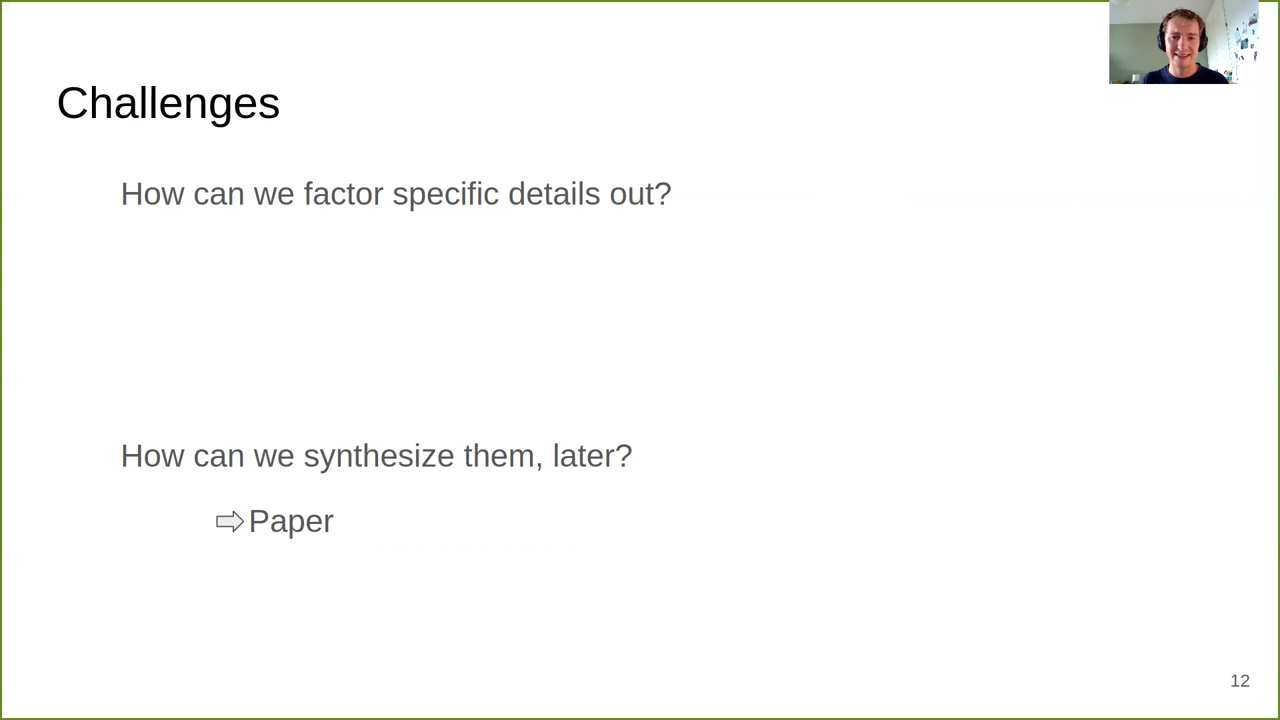 Challenges
How can we factor specific details out?
How can we synthesize them, later?
Paper
12